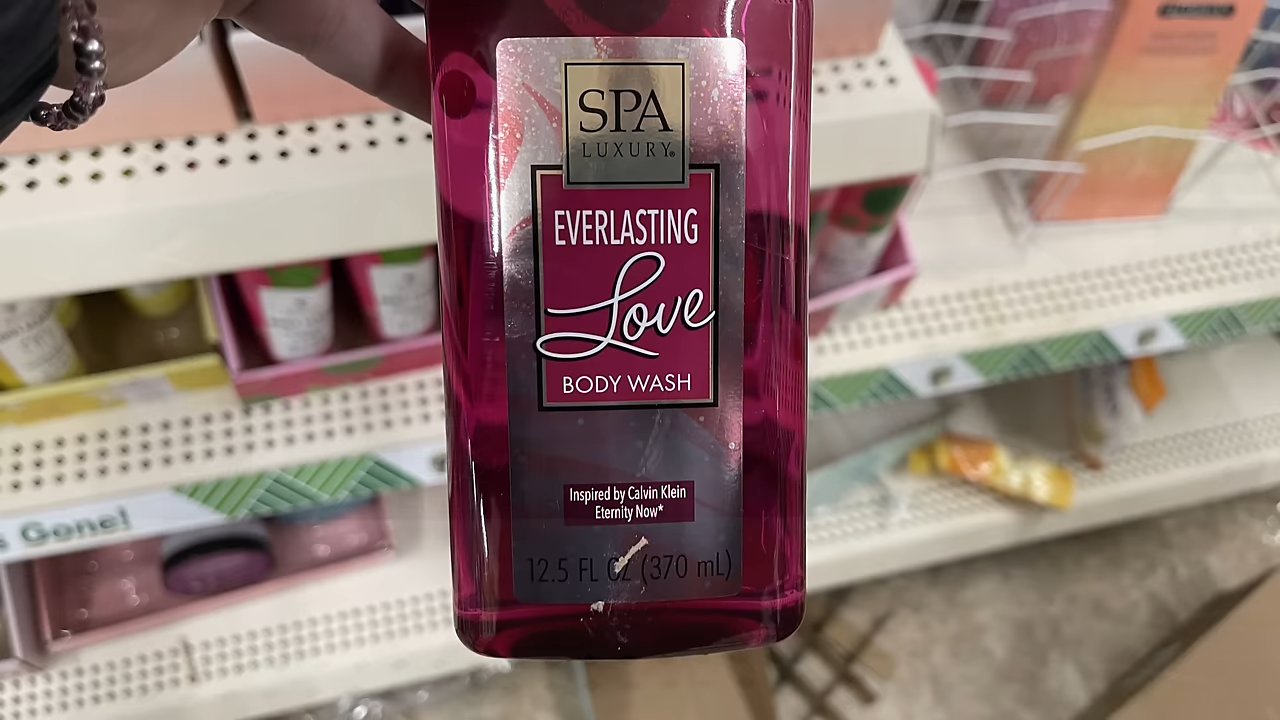 SPA
LUXURY®
EVERLASTING
Love
BODY WASH
Inspired by Calvin Klein
Eternity Now*
12.5 FL OZ (370 mL)
Gone!